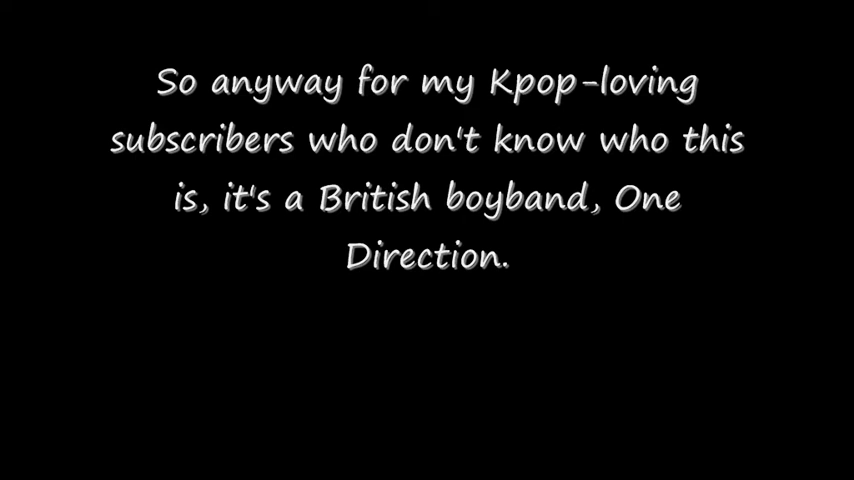 So anyway for my Kpop-loving
subscribers who don't know who this
is, it's a British boyband, One
Direction.